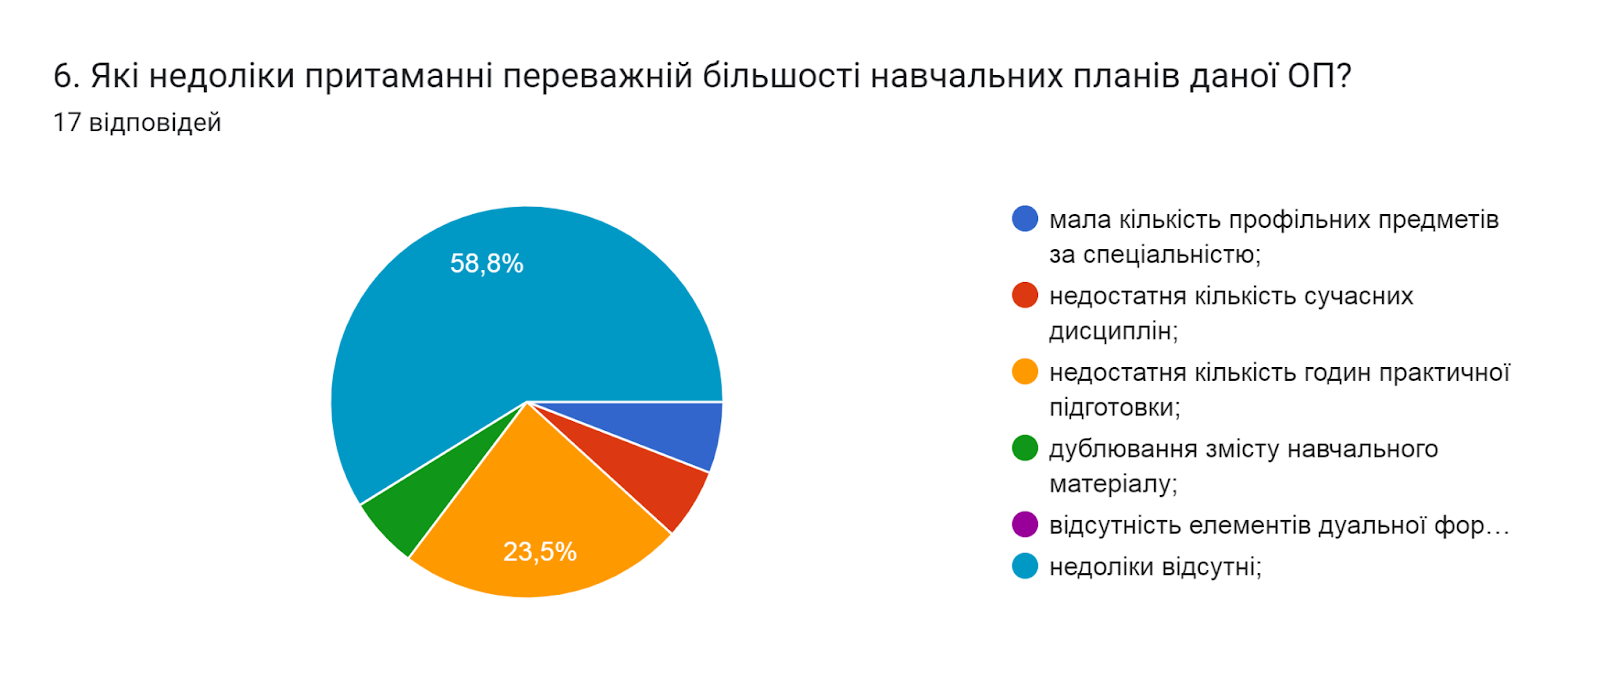 6. Які недоліки притаманні переважній більшості навчальних планів даної ОП?
17 відповідей
58,8%
23,5%
мала кількість профільних предметів
за спеціальністю;
недостатня кількість сучасних
дисциплін;
недостатня кількість годин практичної
підготовки;
дублювання змісту навчального
матеріалу;
відсутність елементів дуальної фор…
недоліки відсутні;